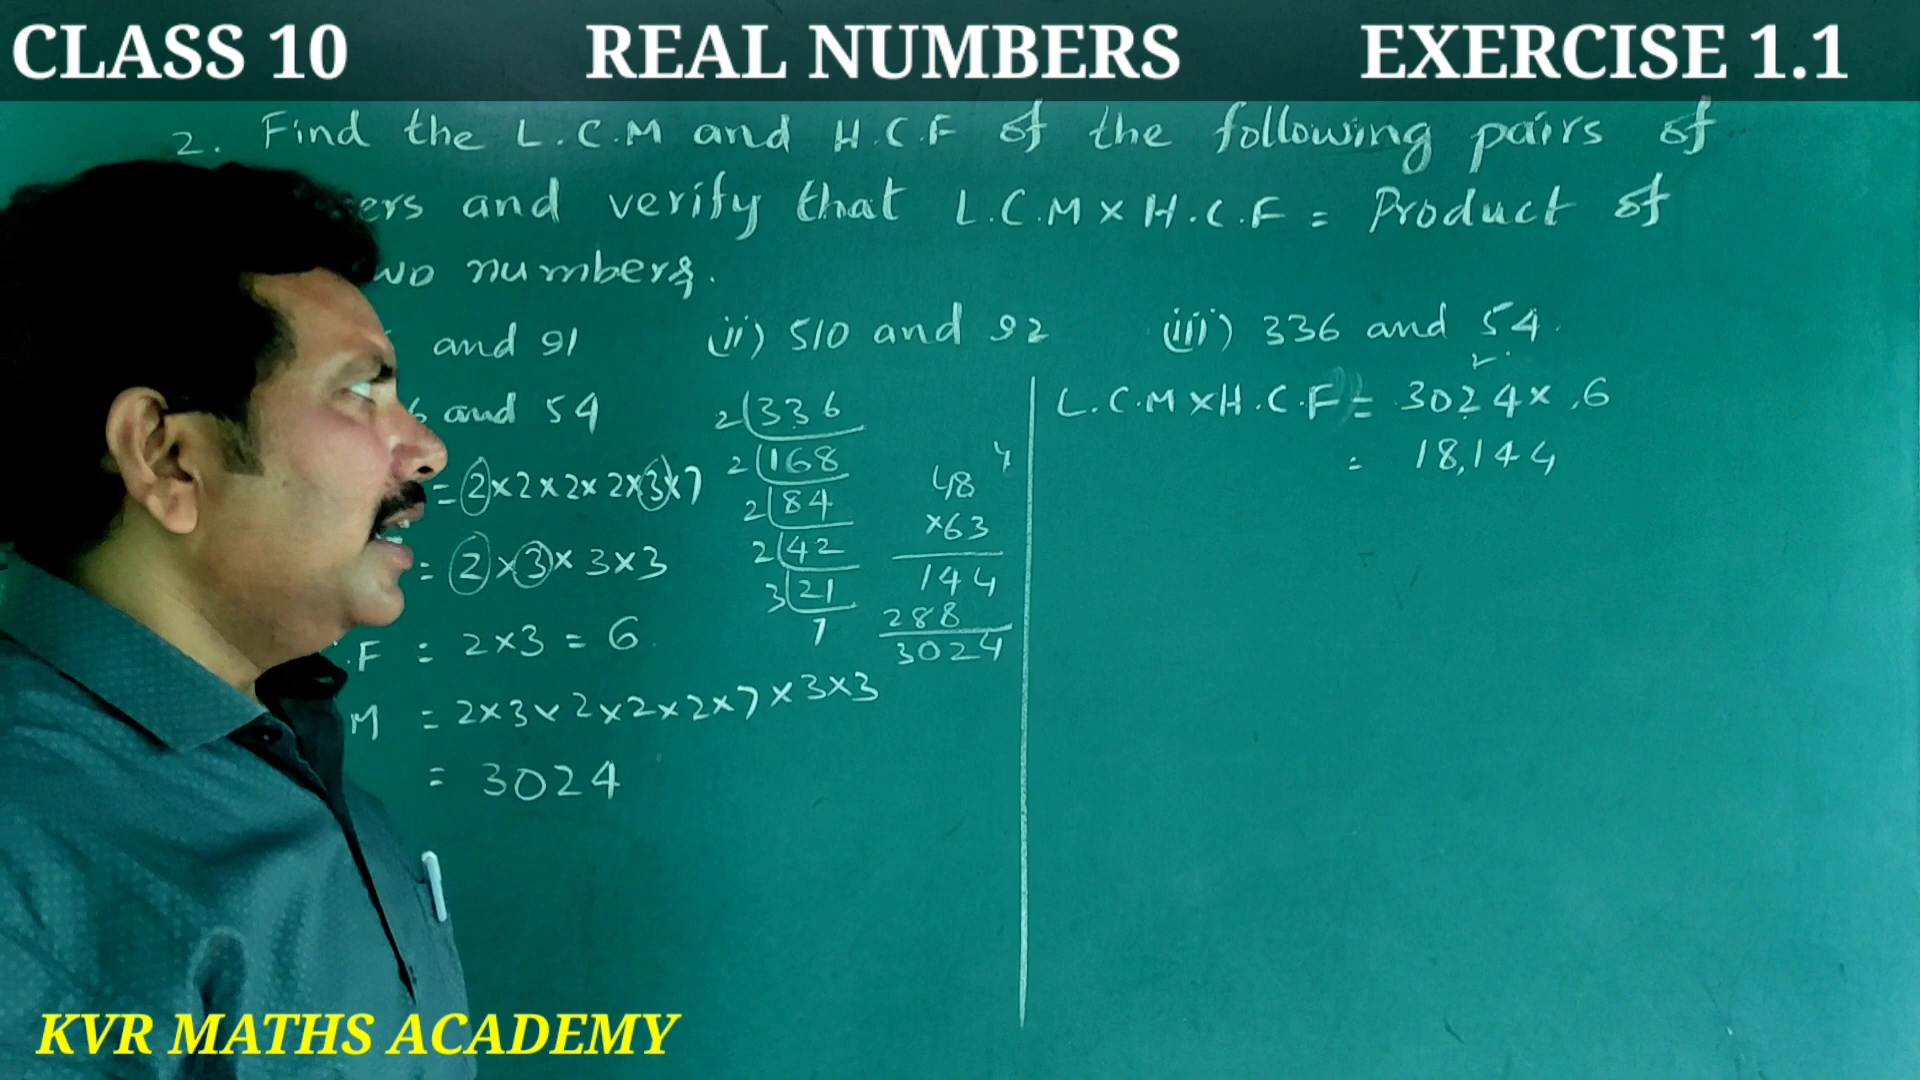 CLASS 10 REAL NUMBERS EXERCISE 1.1
2. Find the L.C.M and H.C.F of the following pairs of
ers and verify that L.C.M × H.C.F = Product of
wo numbers.
and 91 (ii) 510 and 92 (iii) 336 and 54.
6 and 54
= 2×2×2×2×3×7
= 2×3×3×3
.F = 2×3 = 6
M = 2×3×2×2×2×7×3×3
= 3024
2 336
2 168
2 84
2 42
3 21
7
4
48
×63
144
288
3024
L.C.M × H.C.F = 3024 × 6
= 18,144
KVR MATHS ACADEMY